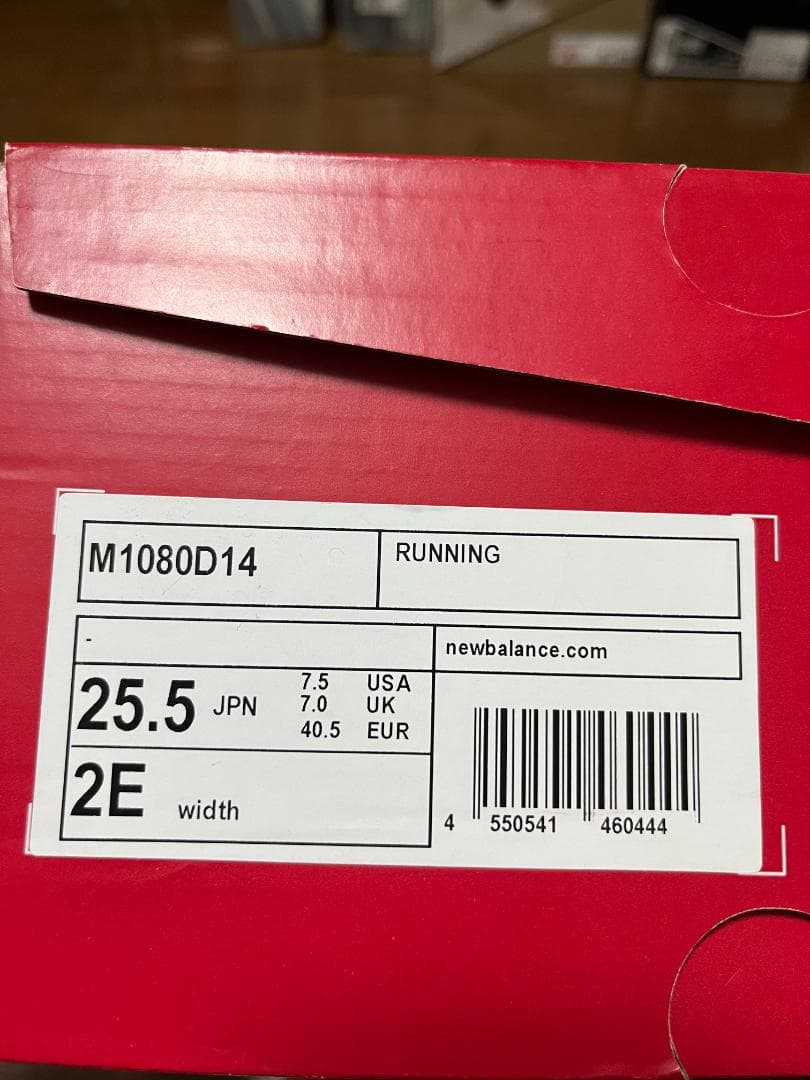 M1080D14
RUNNING
-
newbalance.com
25.5 JPN
7.5 USA
7.0 UK
40.5 EUR
2E width
4 550541 460444